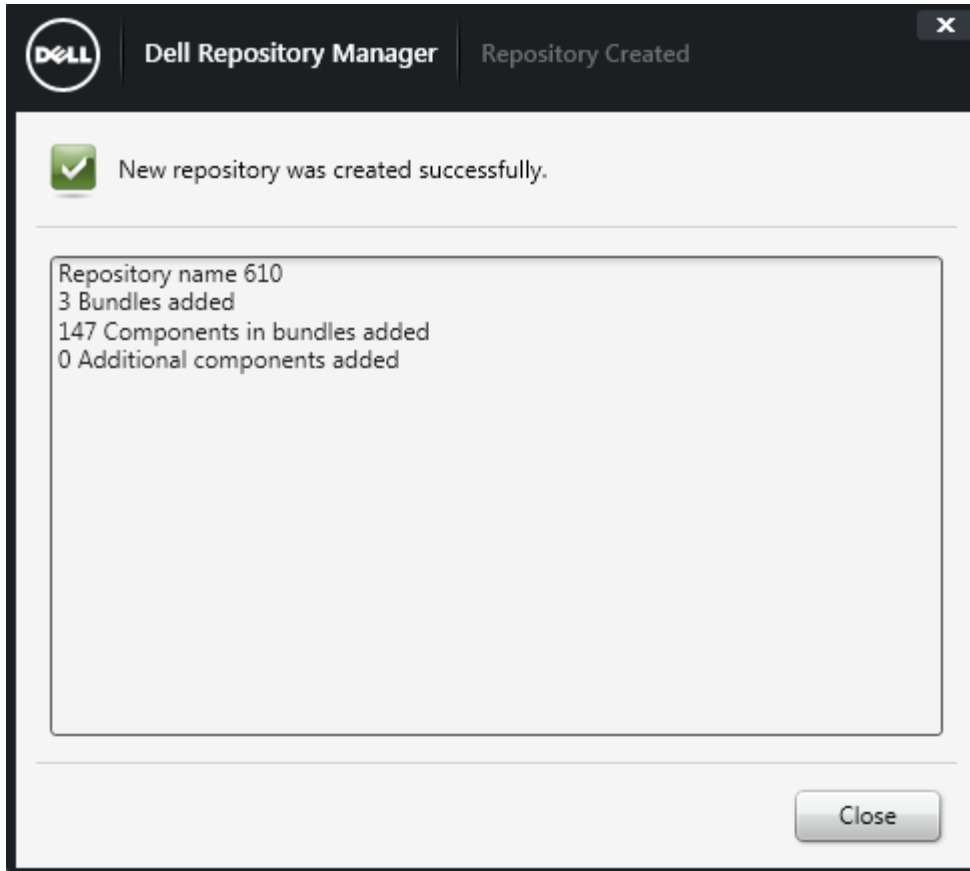 DELL
Dell Repository Manager
Repository Created
New repository was created successfully.
Repository name 610
3 Bundles added
147 Components in bundles added
0 Additional components added
Close